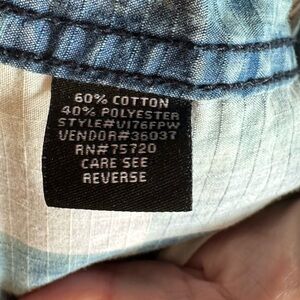 60% COTTON
40% POLYESTER
STYLE#V176FPW
VENDOR#36037
RN#75720
CARE SEE
REVERSE